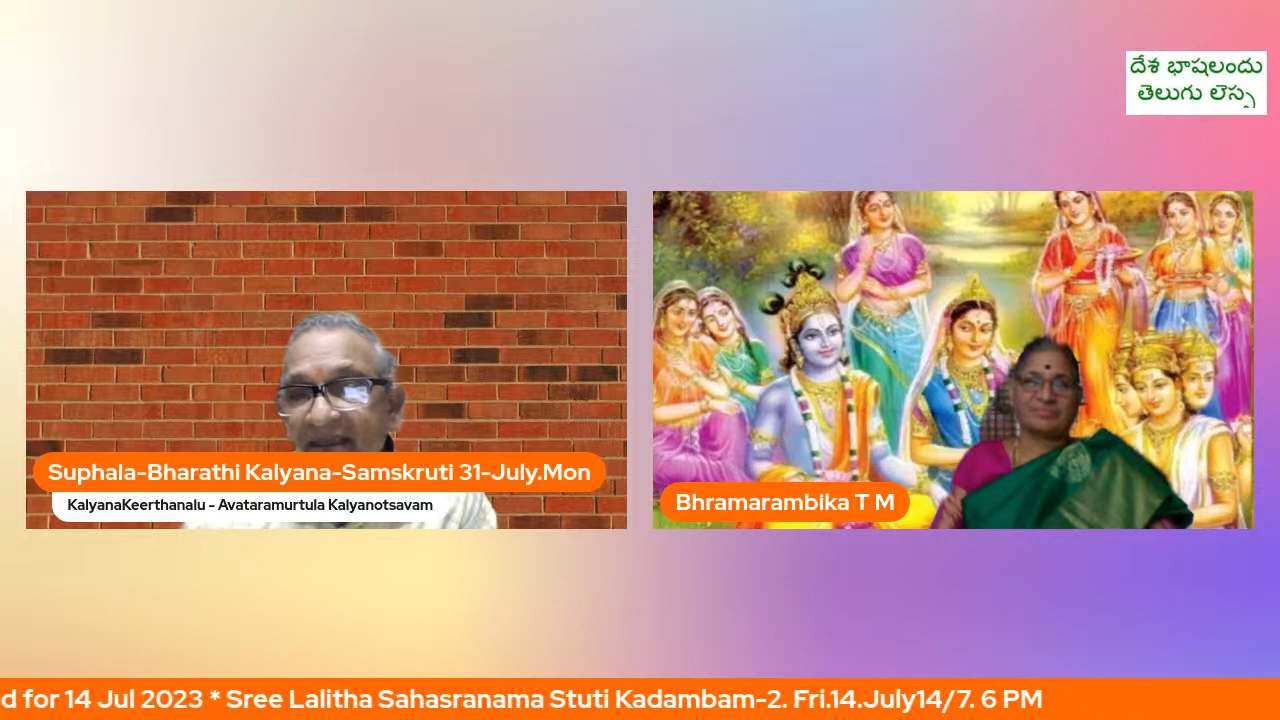 దేశ భాషలందు
తెలుగు లెస్స
Suphala-Bharathi Kalyana-Samskruti 31-July.Mon
KalyanaKeerthanalu - Avataramurtula Kalyanotsavam
Bhramarambika T M
d for 14 Jul 2023 * Sree Lalitha Sahasranama Stuti Kadambam-2. Fri.14.July14/7. 6 PM